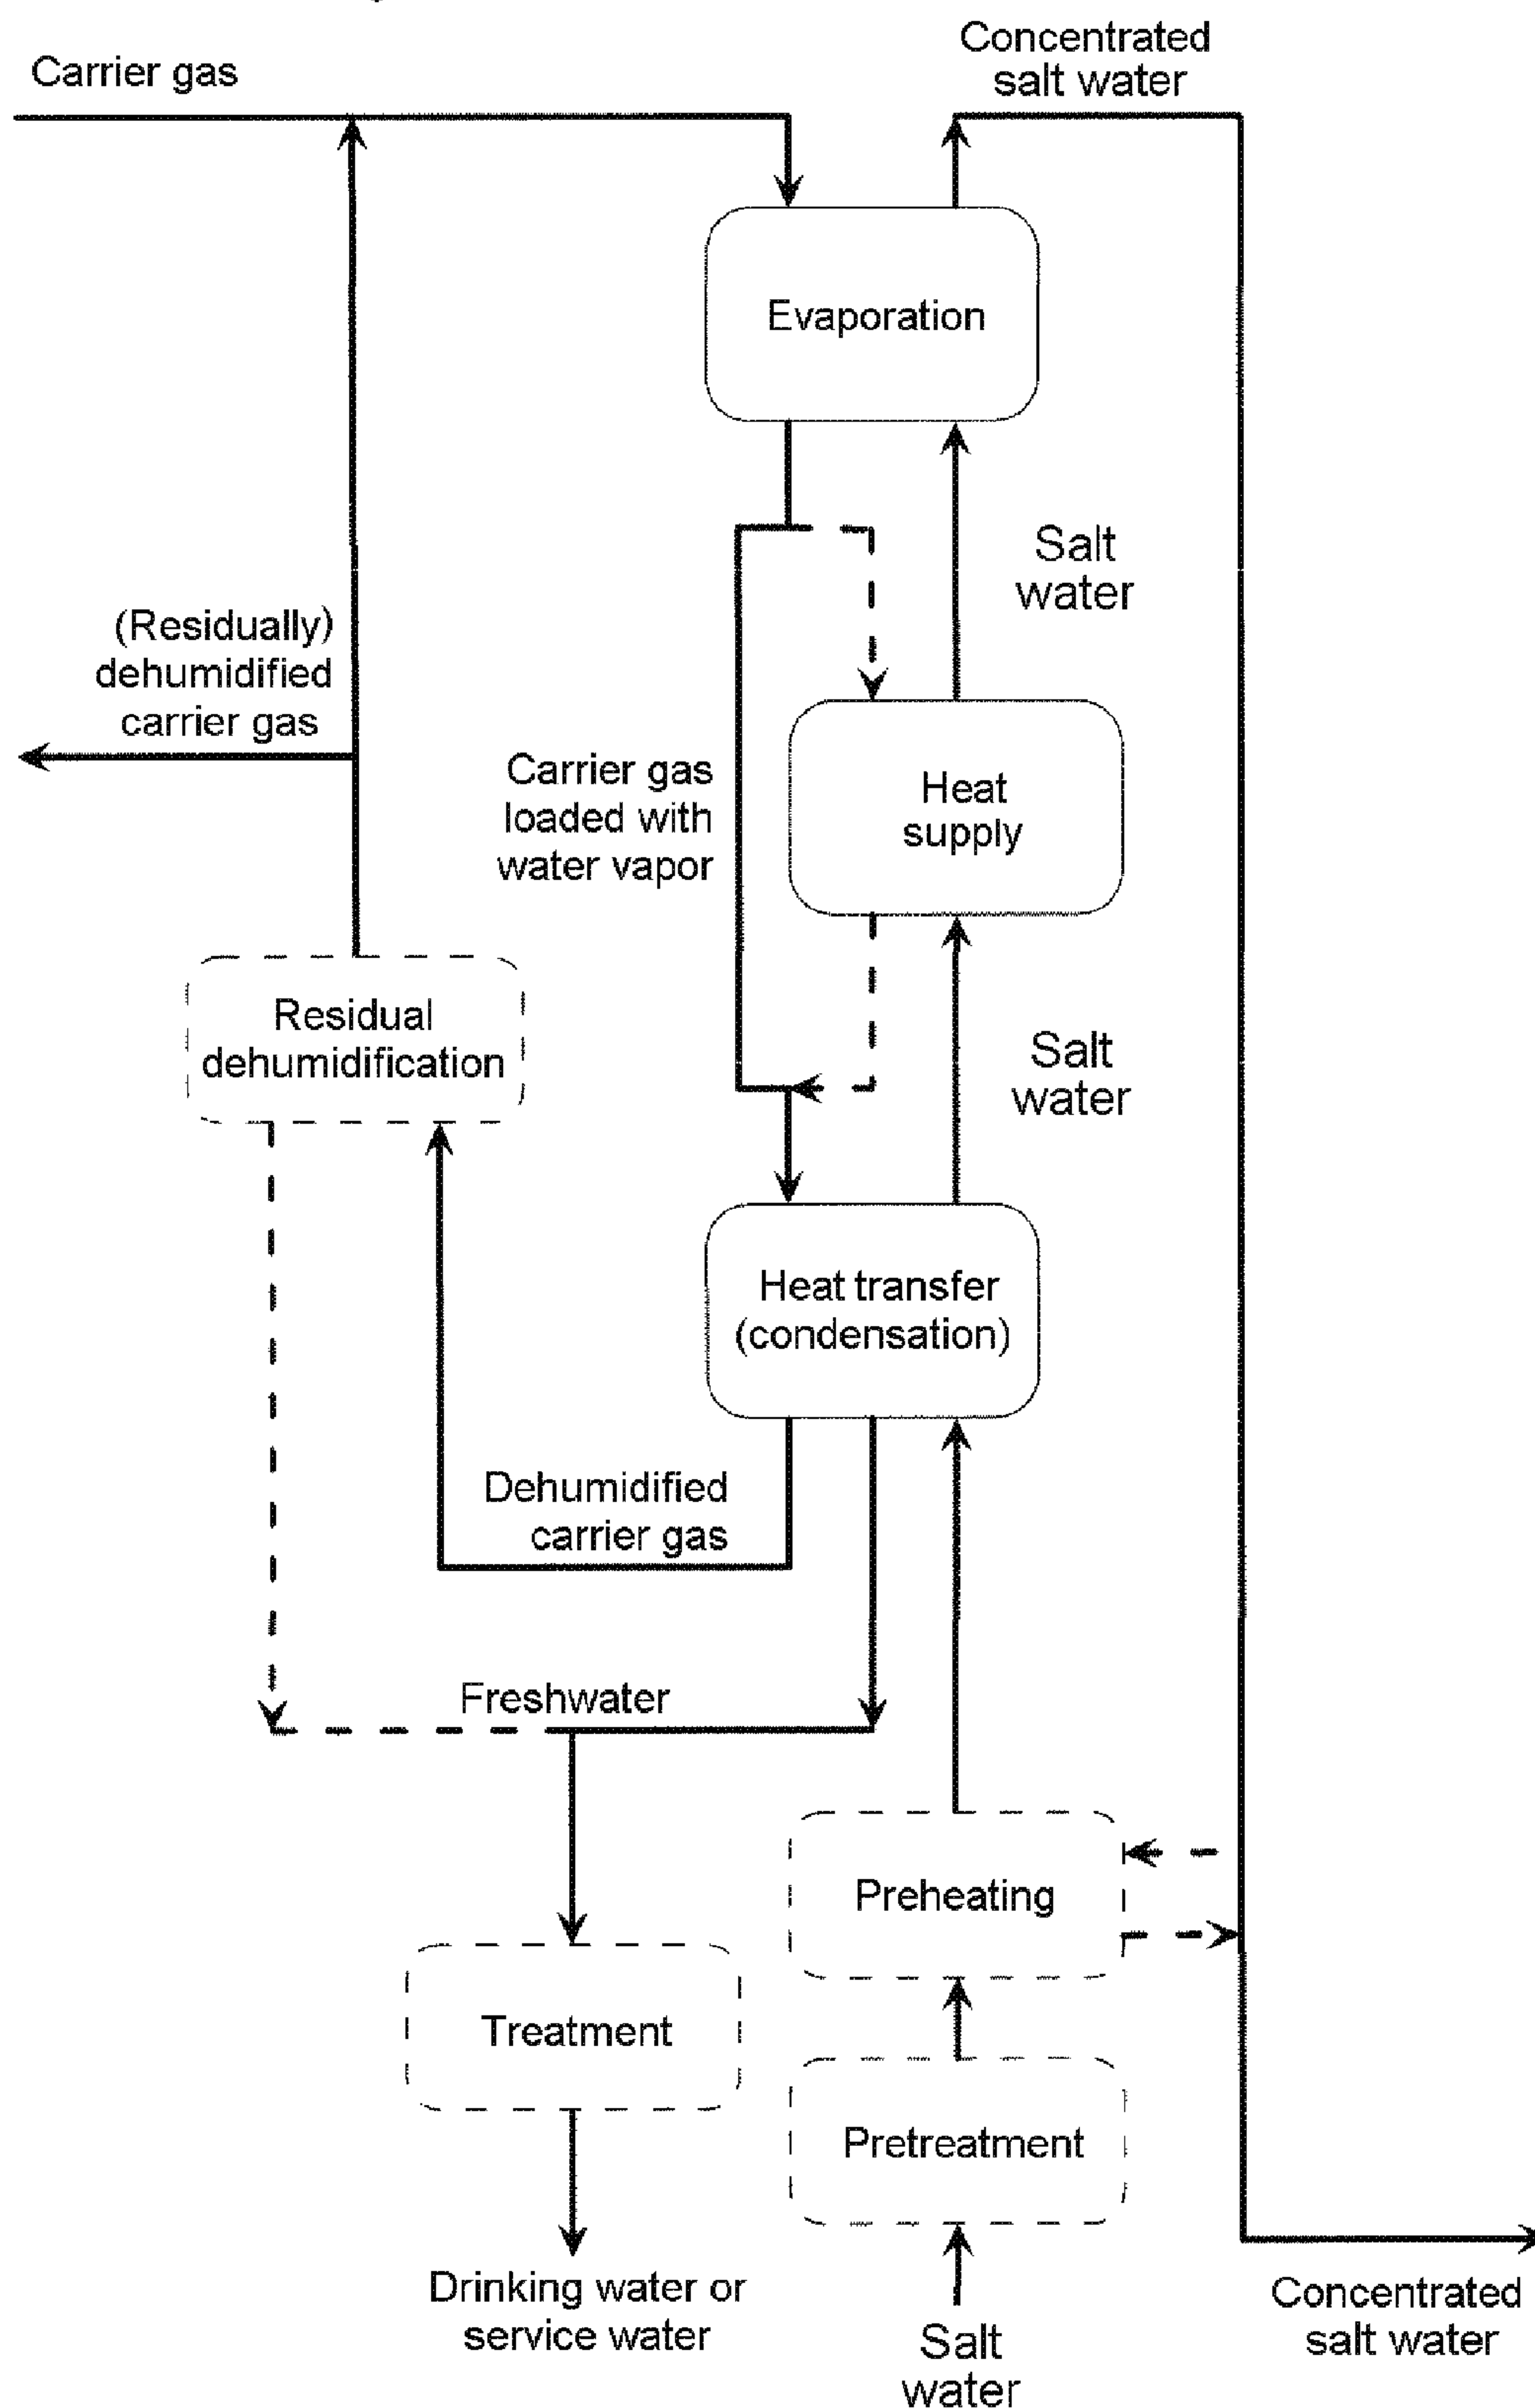 Carrier gas
Concentrated
salt water
Evaporation
Salt
water
(Residually)
dehumidified
carrier gas
Carrier gas
loaded with
water vapor
Heat
supply
Residual
dehumidification
Salt
water
Heat transfer
(condensation)
Dehumidified
carrier gas
Freshwater
Preheating
Treatment
Pretreatment
Drinking water or
service water
Salt
water
Concentrated
salt water